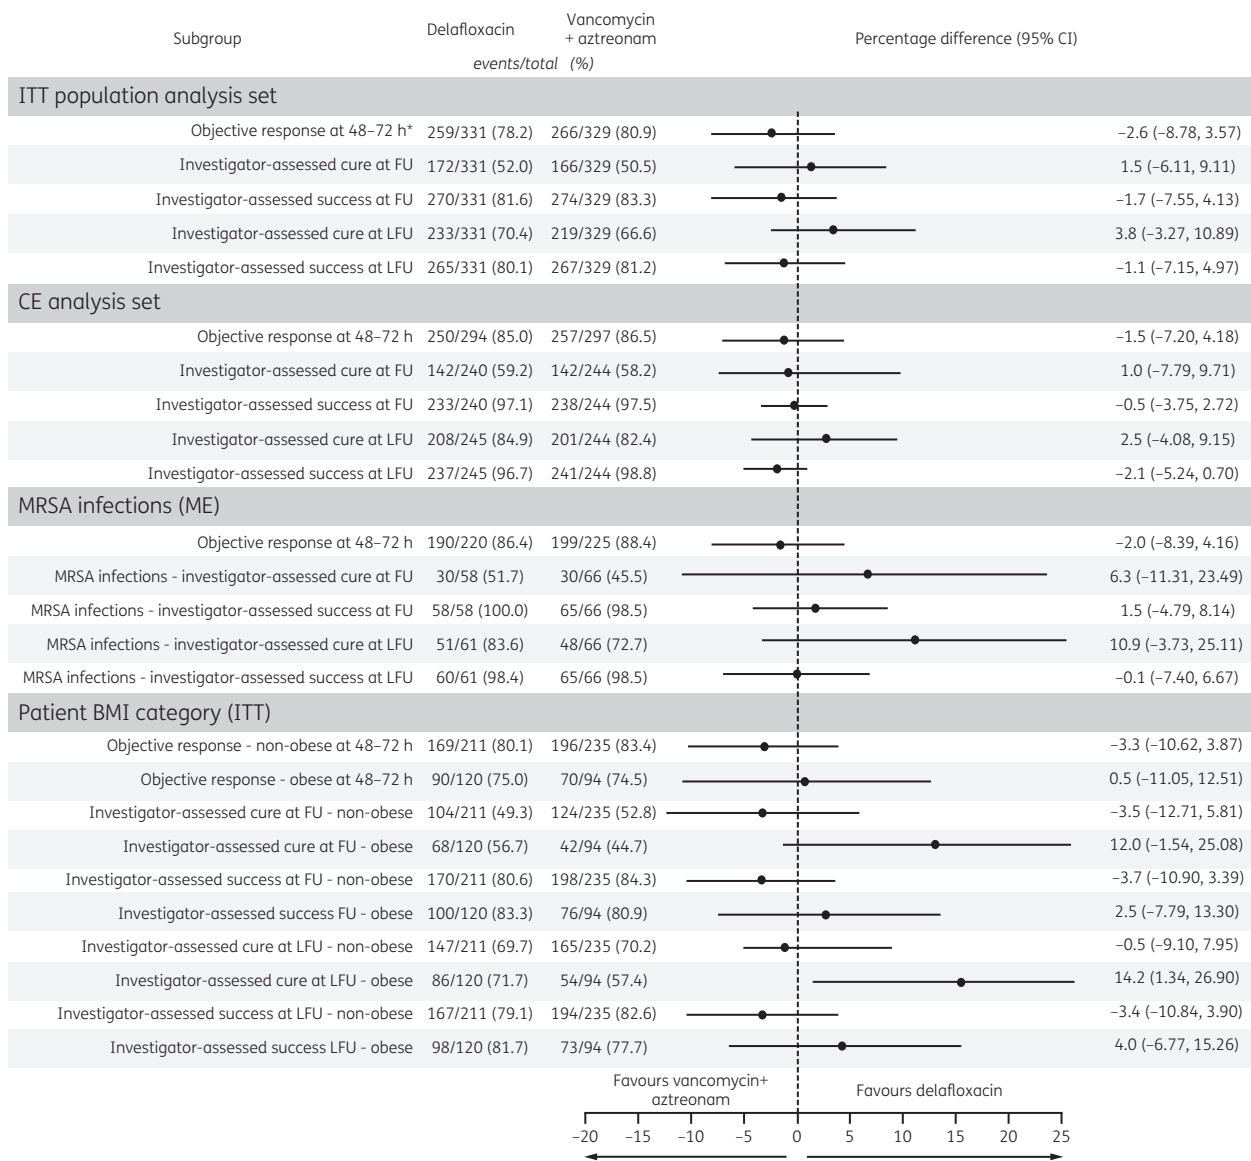 Subgroup Delafloxacin Vancomycin + aztreonam Percentage difference (95% CI)
events/total (%)
ITT population analysis set
Objective response at 48–72 h* 259/331 (78.2) 266/329 (80.9) –2.6 (–8.78, 3.57)
Investigator-assessed cure at FU 172/331 (52.0) 166/329 (50.5) 1.5 (–6.11, 9.11)
Investigator-assessed success at FU 270/331 (81.6) 274/329 (83.3) –1.7 (–7.55, 4.13)
Investigator-assessed cure at LFU 233/331 (70.4) 219/329 (66.6) 3.8 (–3.27, 10.89)
Investigator-assessed success at LFU 265/331 (80.1) 267/329 (81.2) –1.1 (–7.15, 4.97)
CE analysis set
Objective response at 48–72 h 250/294 (85.0) 257/297 (86.5) –1.5 (–7.20, 4.18)
Investigator-assessed cure at FU 142/240 (59.2) 142/244 (58.2) 1.0 (–7.79, 9.71)
Investigator-assessed success at FU 233/240 (97.1) 238/244 (97.5) –0.5 (–3.75, 2.72)
Investigator-assessed cure at LFU 208/245 (84.9) 201/244 (82.4) 2.5 (–4.08, 9.15)
Investigator-assessed success at LFU 237/245 (96.7) 241/244 (98.8) –2.1 (–5.24, 0.70)
MRSA infections (ME)
Objective response at 48–72 h 190/220 (86.4) 199/225 (88.4) –2.0 (–8.39, 4.16)
MRSA infections - investigator-assessed cure at FU 30/58 (51.7) 30/66 (45.5) 6.3 (–11.31, 23.49)
MRSA infections - investigator-assessed success at FU 58/58 (100.0) 65/66 (98.5) 1.5 (–4.79, 8.14)
MRSA infections - investigator-assessed cure at LFU 51/61 (83.6) 48/66 (72.7) 10.9 (–3.73, 25.11)
MRSA infections - investigator-assessed success at LFU 60/61 (98.4) 65/66 (98.5) –0.1 (–7.40, 6.67)
Patient BMI category (ITT)
Objective response - non-obese at 48–72 h 169/211 (80.1) 196/235 (83.4) –3.3 (–10.62, 3.87)
Objective response - obese at 48–72 h 90/120 (75.0) 70/94 (74.5) 0.5 (–11.05, 12.51)
Investigator-assessed cure at FU - non-obese 104/211 (49.3) 124/235 (52.8) –3.5 (–12.71, 5.81)
Investigator-assessed cure at FU - obese 68/120 (56.7) 42/94 (44.7) 12.0 (–1.54, 25.08)
Investigator-assessed success at FU - non-obese 170/211 (80.6) 198/235 (84.3) –3.7 (–10.90, 3.39)
Investigator-assessed success FU - obese 100/120 (83.3) 76/94 (80.9) 2.5 (–7.79, 13.30)
Investigator-assessed cure at LFU - non-obese 147/211 (69.7) 165/235 (70.2) –0.5 (–9.10, 7.95)
Investigator-assessed cure at LFU - obese 86/120 (71.7) 54/94 (57.4) 14.2 (1.34, 26.90)
Investigator-assessed success at LFU - non-obese 167/211 (79.1) 194/235 (82.6) –3.4 (–10.84, 3.90)
Investigator-assessed success LFU - obese 98/120 (81.7) 73/94 (77.7) 4.0 (–6.77, 15.26)
Favours vancomycin+
aztreonam
Favours delafloxacin
–20 –15 –10 –5 0 5 10 15 20 25